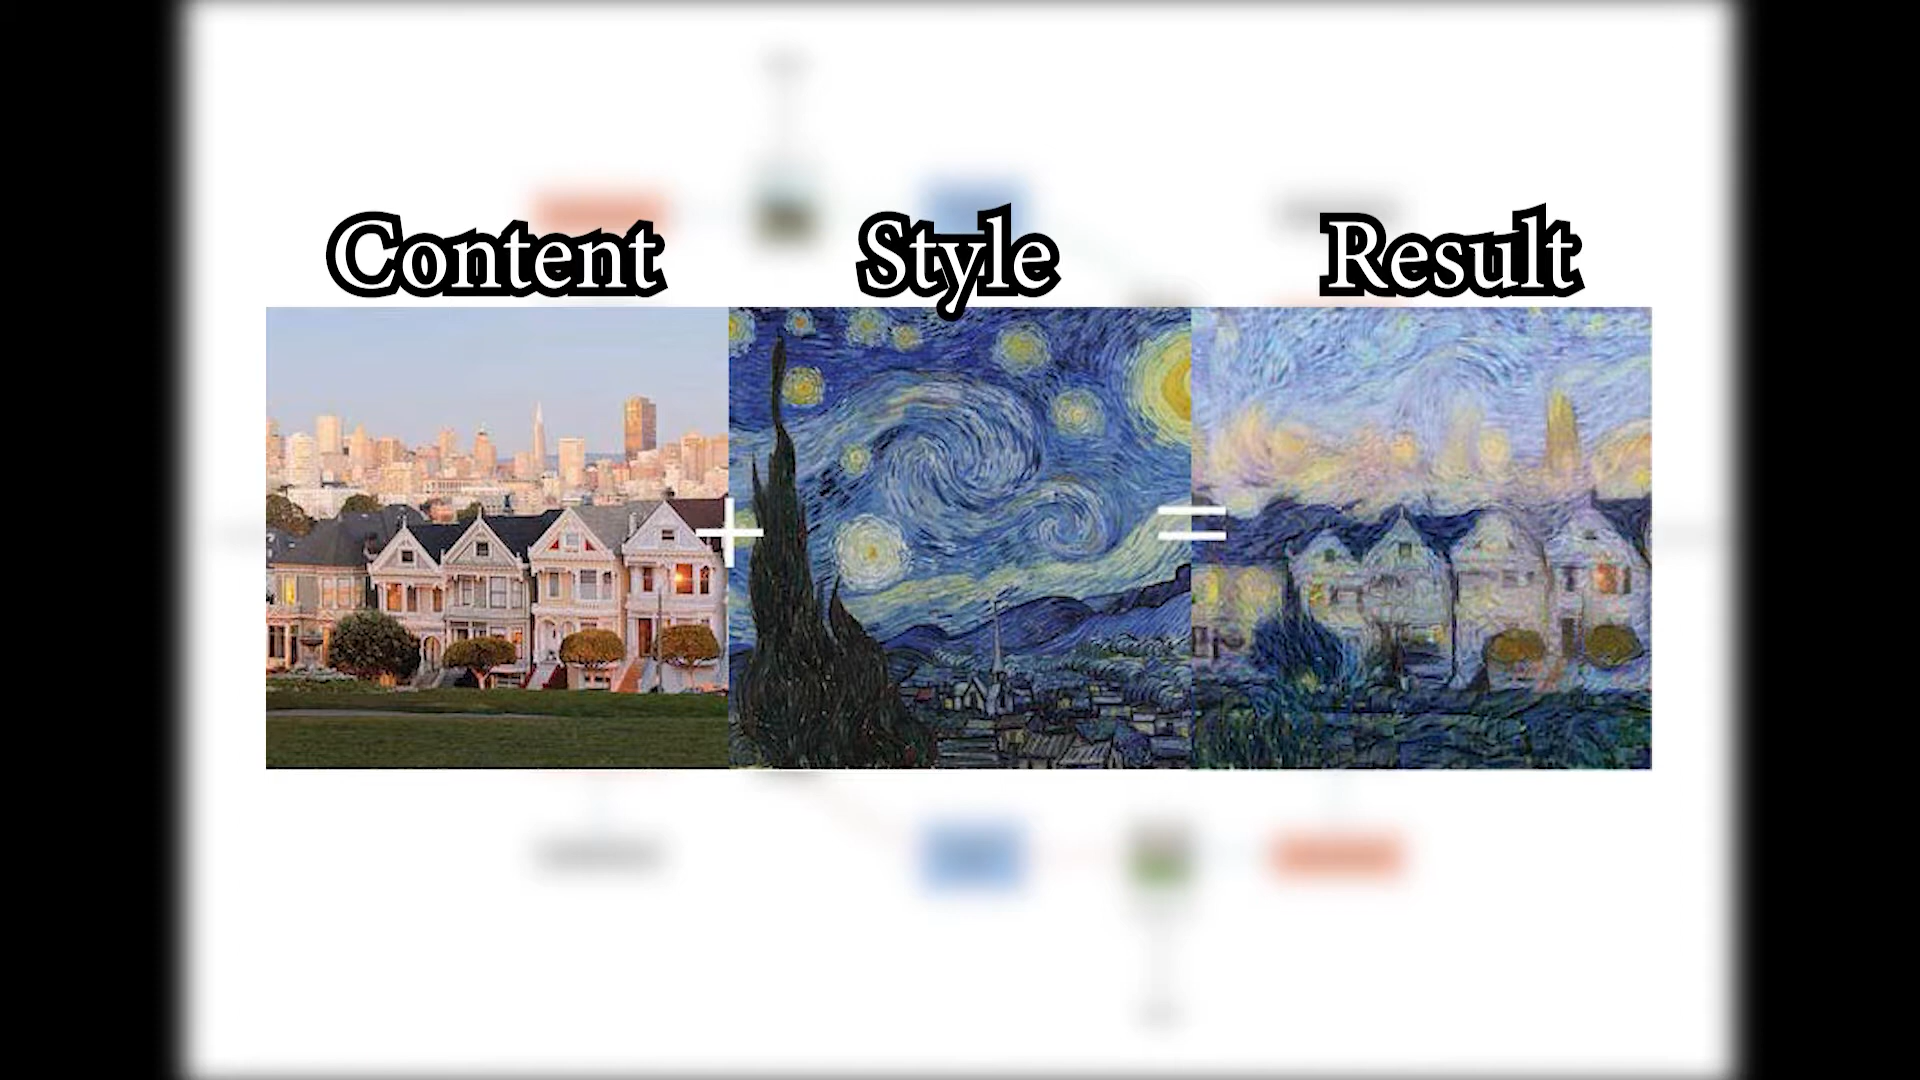 Content Style Result
+ =